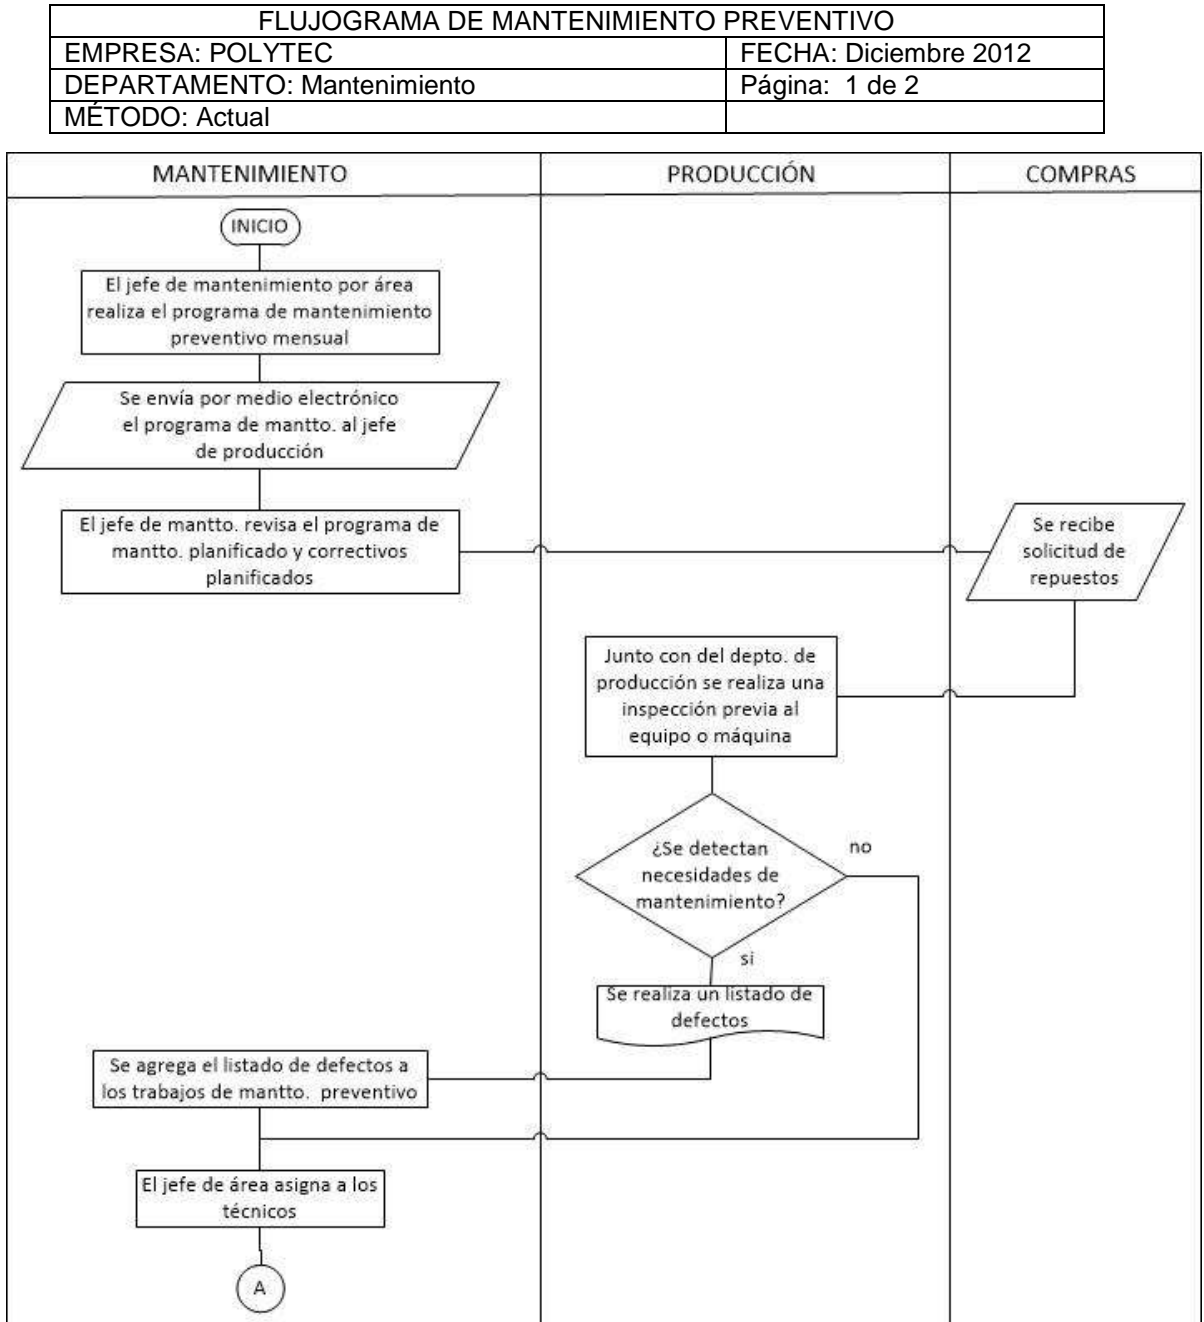 FLUJOGRAMA DE MANTENIMIENTO PREVENTIVO
EMPRESA: POLYTEC
FECHA: Diciembre 2012
DEPARTAMENTO: Mantenimiento
Página: 1 de 2
MÉTODO: Actual
MANTENIMIENTO
PRODUCCIÓN
COMPRAS
INICIO
El jefe de mantenimiento por área
realiza el programa de mantenimiento
preventivo mensual
Se envía por medio electrónico
el programa de mantto. al jefe
de producción
El jefe de mantto. revisa el programa de
mantto. planificado y correctivos
planificados
Se recibe
solicitud de
repuestos
Junto con del depto. de
producción se realiza una
inspección previa al
equipo o máquina
¿Se detectan
necesidades de
mantenimiento?
no
si
Se realiza un listado de
defectos
Se agrega el listado de defectos a
los trabajos de mantto. preventivo
El jefe de área asigna a los
técnicos
A